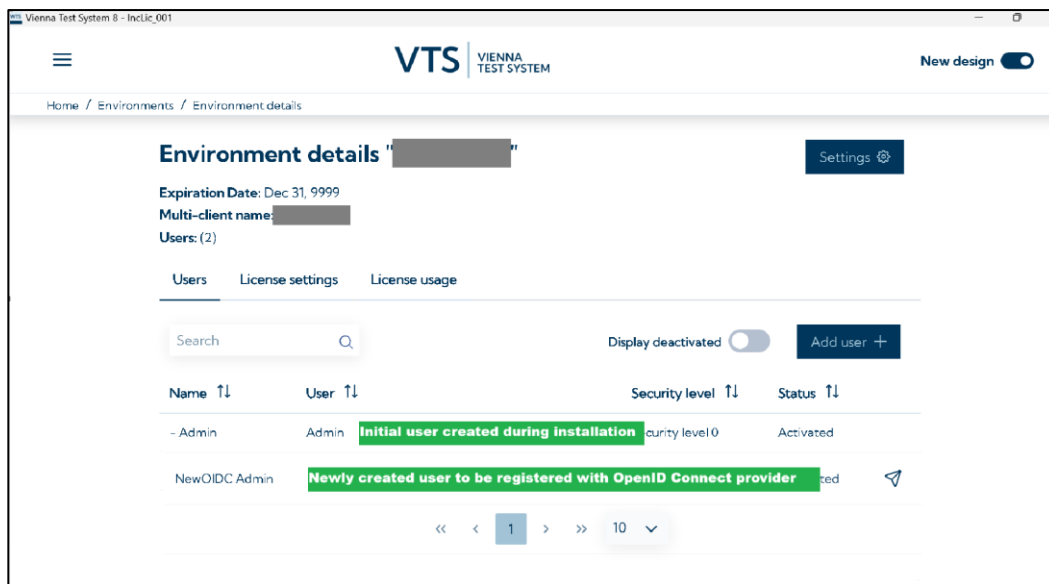 VTS Vienna Test System 8 - IncLic_001
VTS VIENNA TEST SYSTEM
New design
Home / Environments / Environment details
Environment details " "
Settings
Expiration Date: Dec 31, 9999
Multi-client name:
Users: (2)
Users License settings License usage
Search
Display deactivated
Add user +
Name User Security level Status
- Admin Admin Initial user created during installation curity level 0 Activated
NewOIDC Admin Newly created user to be registered with OpenID Connect provider ted
<< < 1 > >> 10